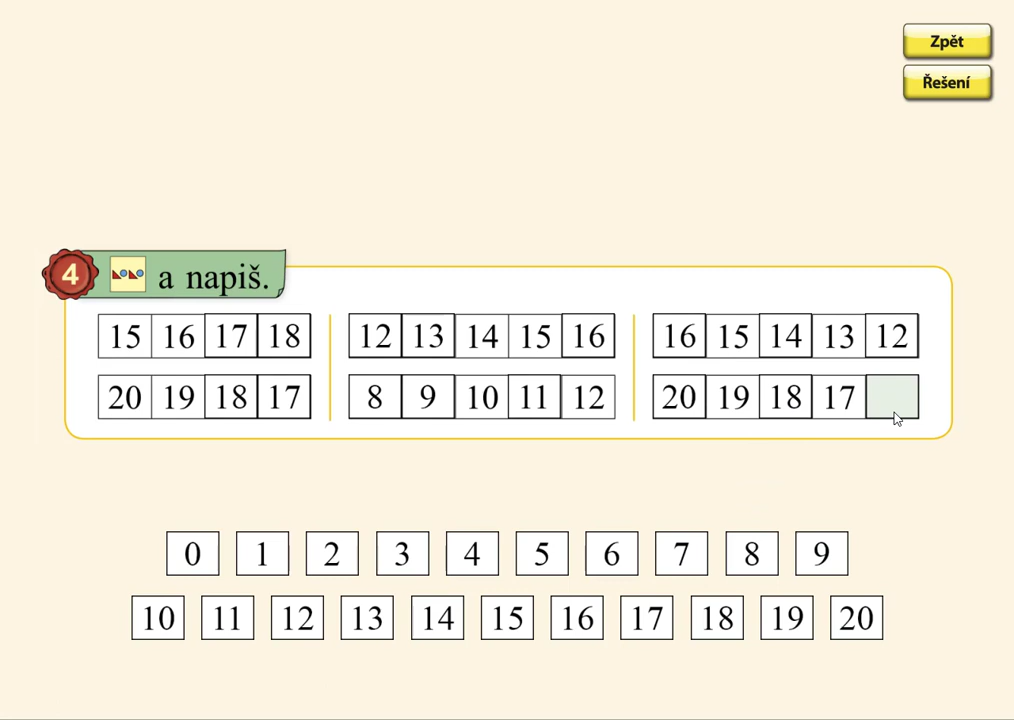 Zpět
Řešení
4 a napiš.
15 16 17 18 12 13 14 15 16 16 15 14 13 12
20 19 18 17 8 9 10 11 12 20 19 18 17
0 1 2 3 4 5 6 7 8 9
10 11 12 13 14 15 16 17 18 19 20